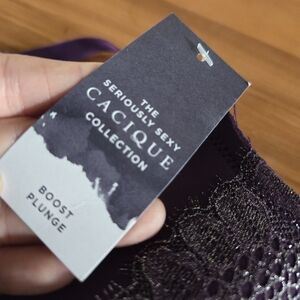 THE
SERIOUSLY SEXY
CACIQUE
COLLECTION
BOOST
PLUNGE